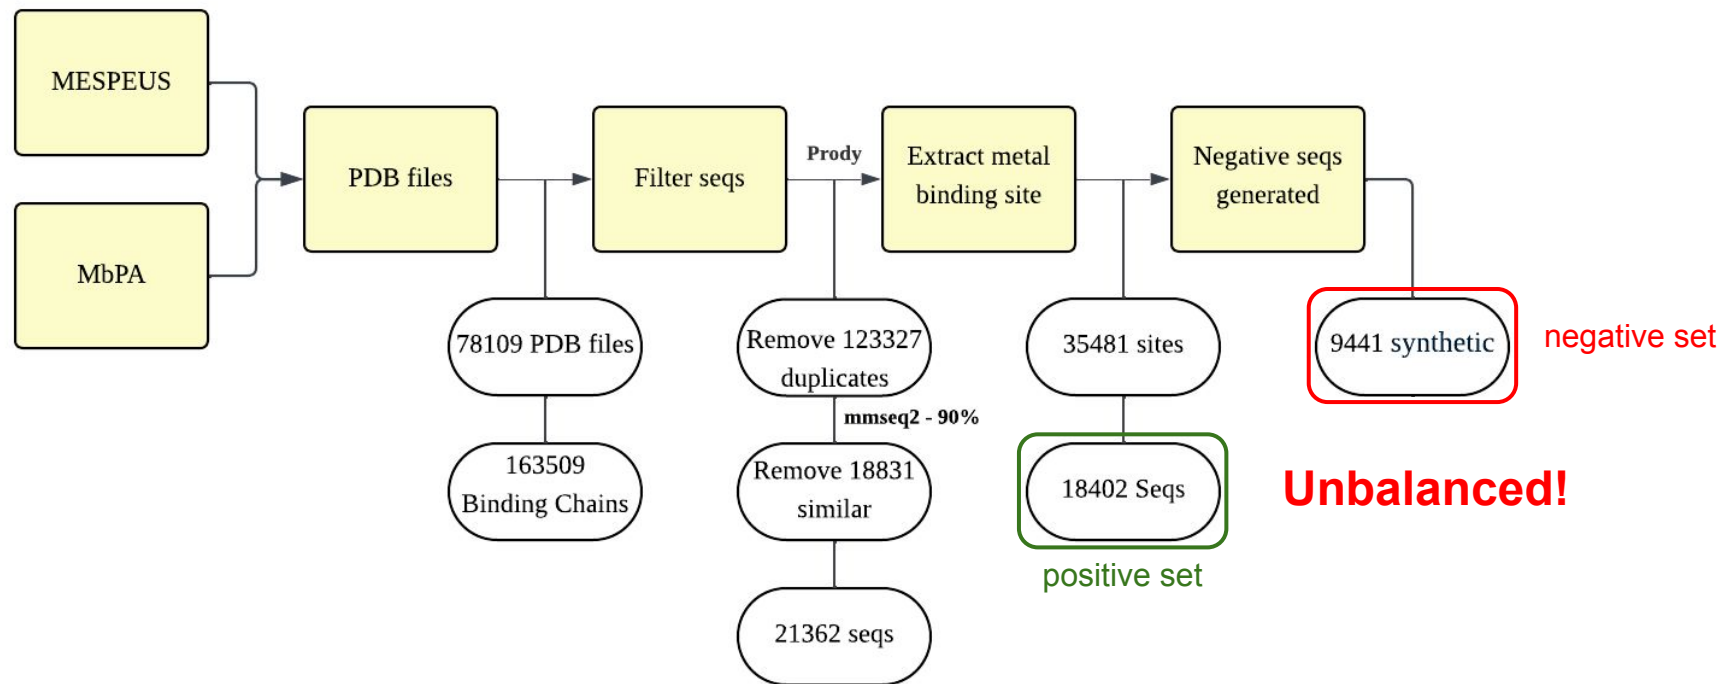 MESPEUS
MbPA
PDB files
Filter seqs
Prody
Extract metal
binding site
Negative seqs
generated
78109 PDB files
163509
Binding Chains
Remove 123327
duplicates
mmseq2 - 90%
Remove 18831
similar
21362 seqs
35481 sites
18402 Seqs
positive set
9441 synthetic
negative set
Unbalanced!